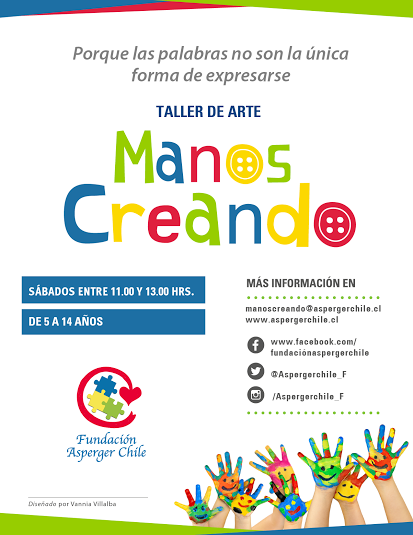 Porque las palabras no son la única
forma de expresarse
TALLER DE ARTE
Manos
Creando
SÁBADOS ENTRE 11.00 Y 13.00 HRS.
DE 5 A 14 AÑOS
MÁS INFORMACIÓN EN
manoscreando@aspergerchile.cl
www.aspergerchile.cl
www.facebook.com/
fundaciónaspergerchile
@Aspergerchile_F
/Aspergerchile_F
Fundación
Asperger Chile
Diseñado por Vannia Villalba